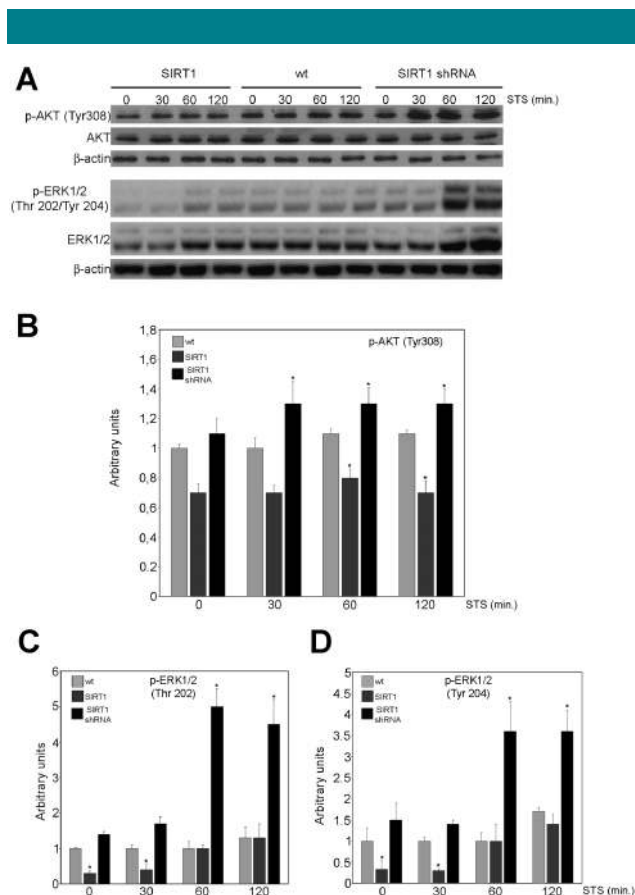 A
SIRT1 wt SIRT1 shRNA
0 30 60 120 0 30 60 120 0 30 60 120 STS (min.)
p-AKT (Tyr308)
AKT
β-actin
p-ERK1/2
(Thr 202/Tyr 204)
ERK1/2
β-actin
B
p-AKT (Tyr308)
wt
SIRT1
SIRT1
shRNA
Arbitrary units
1,8
1,6
1,4
1,2
1
0,8
0,6
0,4
0,2
0
* * * * *
0 30 60 120 STS (min.)
C
p-ERK1/2
(Thr 202)
wt
SIRT1
SIRT1
shRNA
Arbitrary units
6
5
4
2
1
0
* * * *
0 30 60 120
D
p-ERK1/2
(Tyr 204)
wt
SIRT1
SIRT1
shRNA
Arbitrary units
5
4.5
4
3.5
3
2.5
2
1.5
1
0.5
0
* * * *
0 30 60 120
STS (min.)